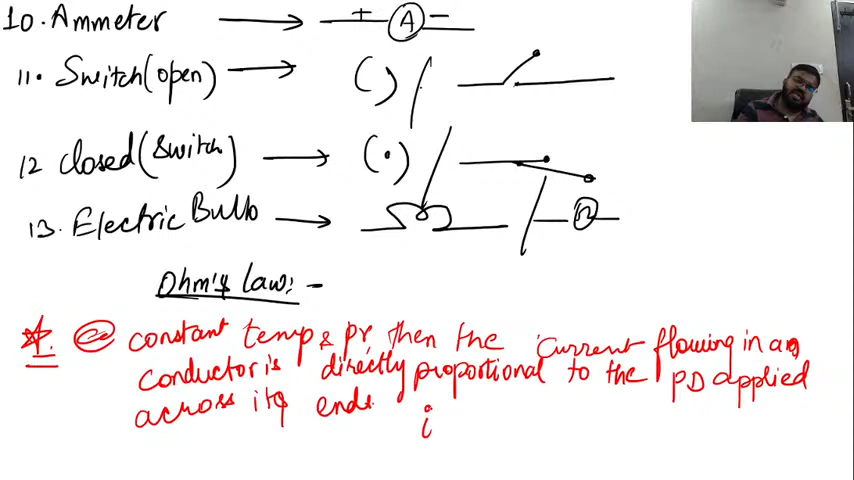 10. Ammeter + A -
11. Switch (open) ( ) /
12 Closed (Switch) (•) /
13. Electric Bulb /
Ohm's Law: -
@ constant temp & pr, then the current flowing in a
conductor is directly proportional to the PD applied
across its ends.
i